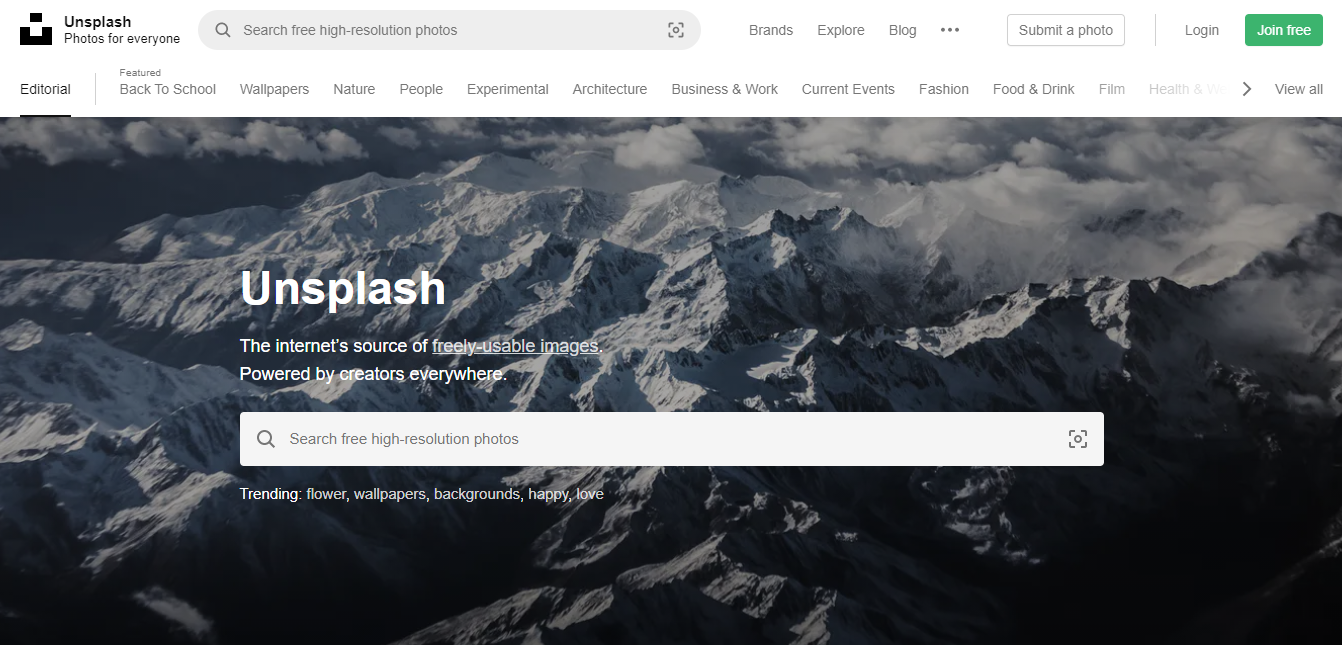 Unsplash
Photos for everyone
Search free high-resolution photos
Brands
Explore
Blog
Submit a photo
Login
Join free
Editorial
Featured
Back To School
Wallpapers
Nature
People
Experimental
Architecture
Business & Work
Current Events
Fashion
Food & Drink
Film
Health &
View all
Unsplash
The internet’s source of freely-usable images.
Powered by creators everywhere.
Search free high-resolution photos
Trending: flower, wallpapers, backgrounds, happy, love